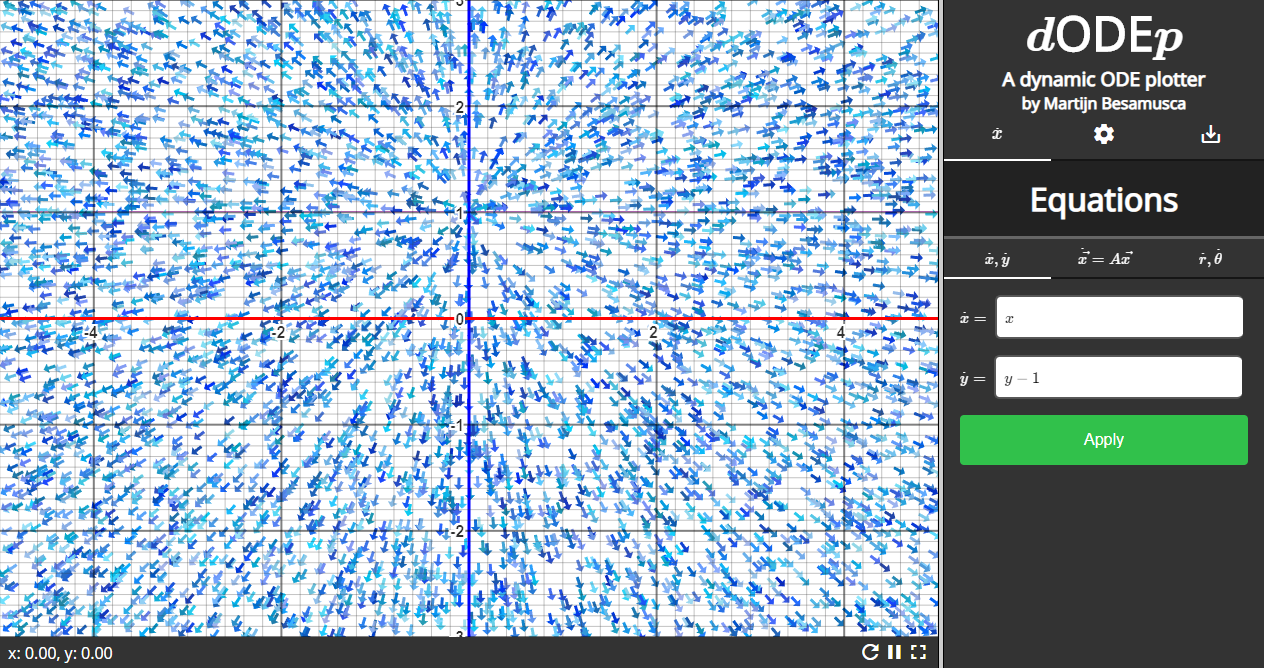 3
2
1
0
-4
-2
2
4
-1
-2
-3
x: 0.00, y: 0.00
dODEp
A dynamic ODE plotter
by Martijn Besamusca
ẋ
Equations
ẋ, ẏ
ẋ⃗ = Ax⃗
ṙ, θ̇
ẋ = x
ẏ = y − 1
Apply